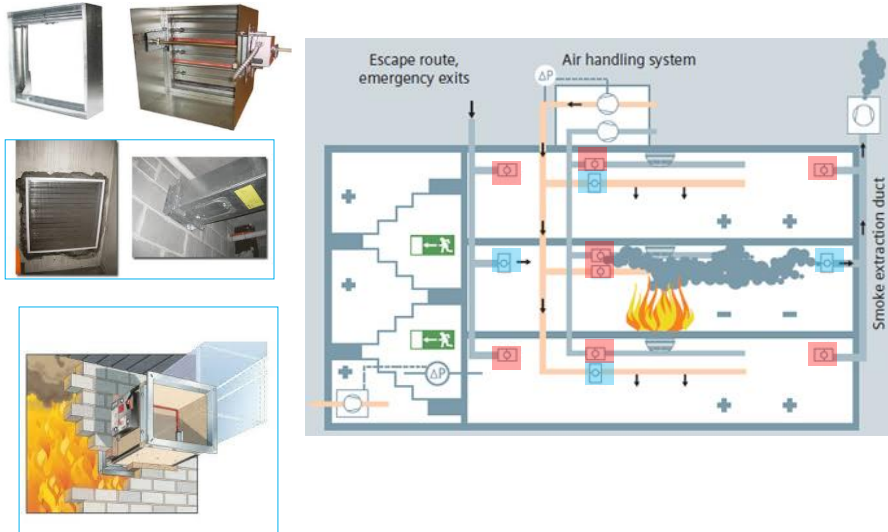 Escape route,
emergency exits
Air handling system
ΔP
Smoke extraction duct
ΔP